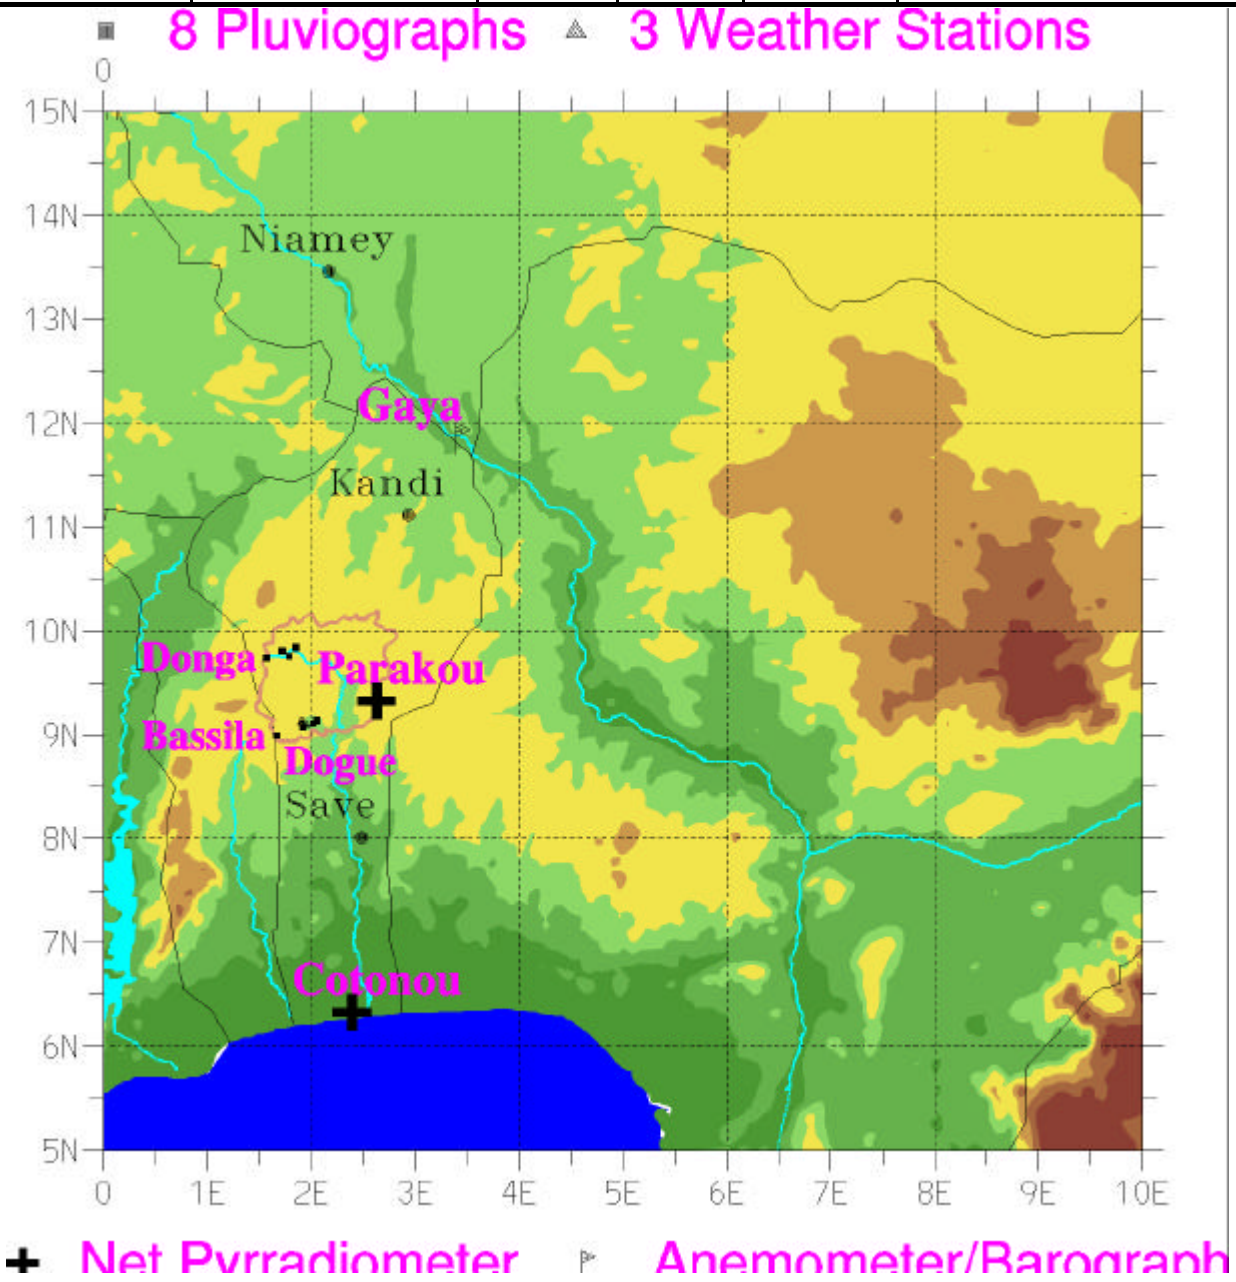 8 Pluviographs 3 Weather Stations
0
15N
14N
Niamey
13N
Gaya
12N
Kandi
11N
10N
Donga Parakou
9N
Bassila
Dogue
Save
8N
7N
Cotonou
6N
5N
0 1E 2E 3E 4E 5E 6E 7E 8E 9E 10E
Net Pyrradiometer Anemometer/Barograph